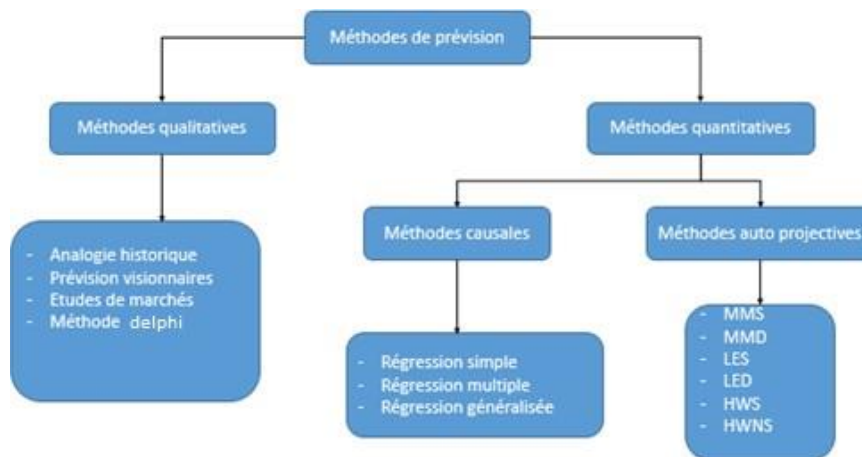 Méthodes de prévision
Méthodes qualitatives
Méthodes quantitatives
Méthodes causales
Méthodes auto projectives
- Analogie historique
- Prévision visionnaires
- Etudes de marchés
- Méthode delphi
- Régression simple
- Régression multiple
- Régression généralisée
- MMS
- MMD
- LES
- LED
- HWS
- HWNS